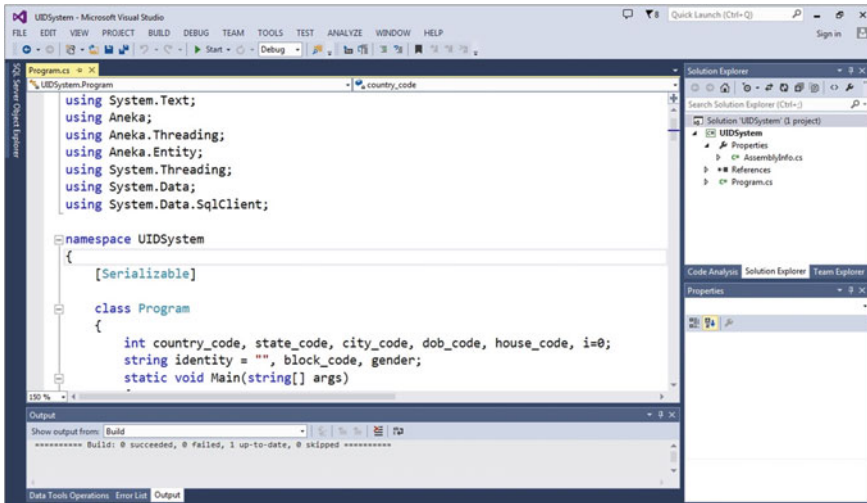 UIDSystem - Microsoft Visual Studio
8
Quick Launch (Ctrl+Q)
FILE EDIT VIEW PROJECT BUILD DEBUG TEAM TOOLS TEST ANALYZE WINDOW HELP
Sign in
Start
Debug
SQL Server Object Explorer
Program.cs
UIDSystem.Program
country_code
using System.Text;
using Aneka;
using Aneka.Threading;
using Aneka.Entity;
using System.Threading;
using System.Data;
using System.Data.SqlClient;
namespace UIDSystem
{
[Serializable]
class Program
{
int country_code, state_code, city_code, dob_code, house_code, i=0;
string identity = "", block_code, gender;
static void Main(string[] args)
150 %
Solution Explorer
Search Solution Explorer (Ctrl+;)
Solution 'UIDSystem' (1 project)
UIDSystem
Properties
AssemblyInfo.cs
References
Program.cs
Code Analysis Solution Explorer Team Explorer
Properties
Output
Show output from: Build
========== Build: 0 succeeded, 0 failed, 1 up-to-date, 0 skipped ==========
Data Tools Operations Error List Output